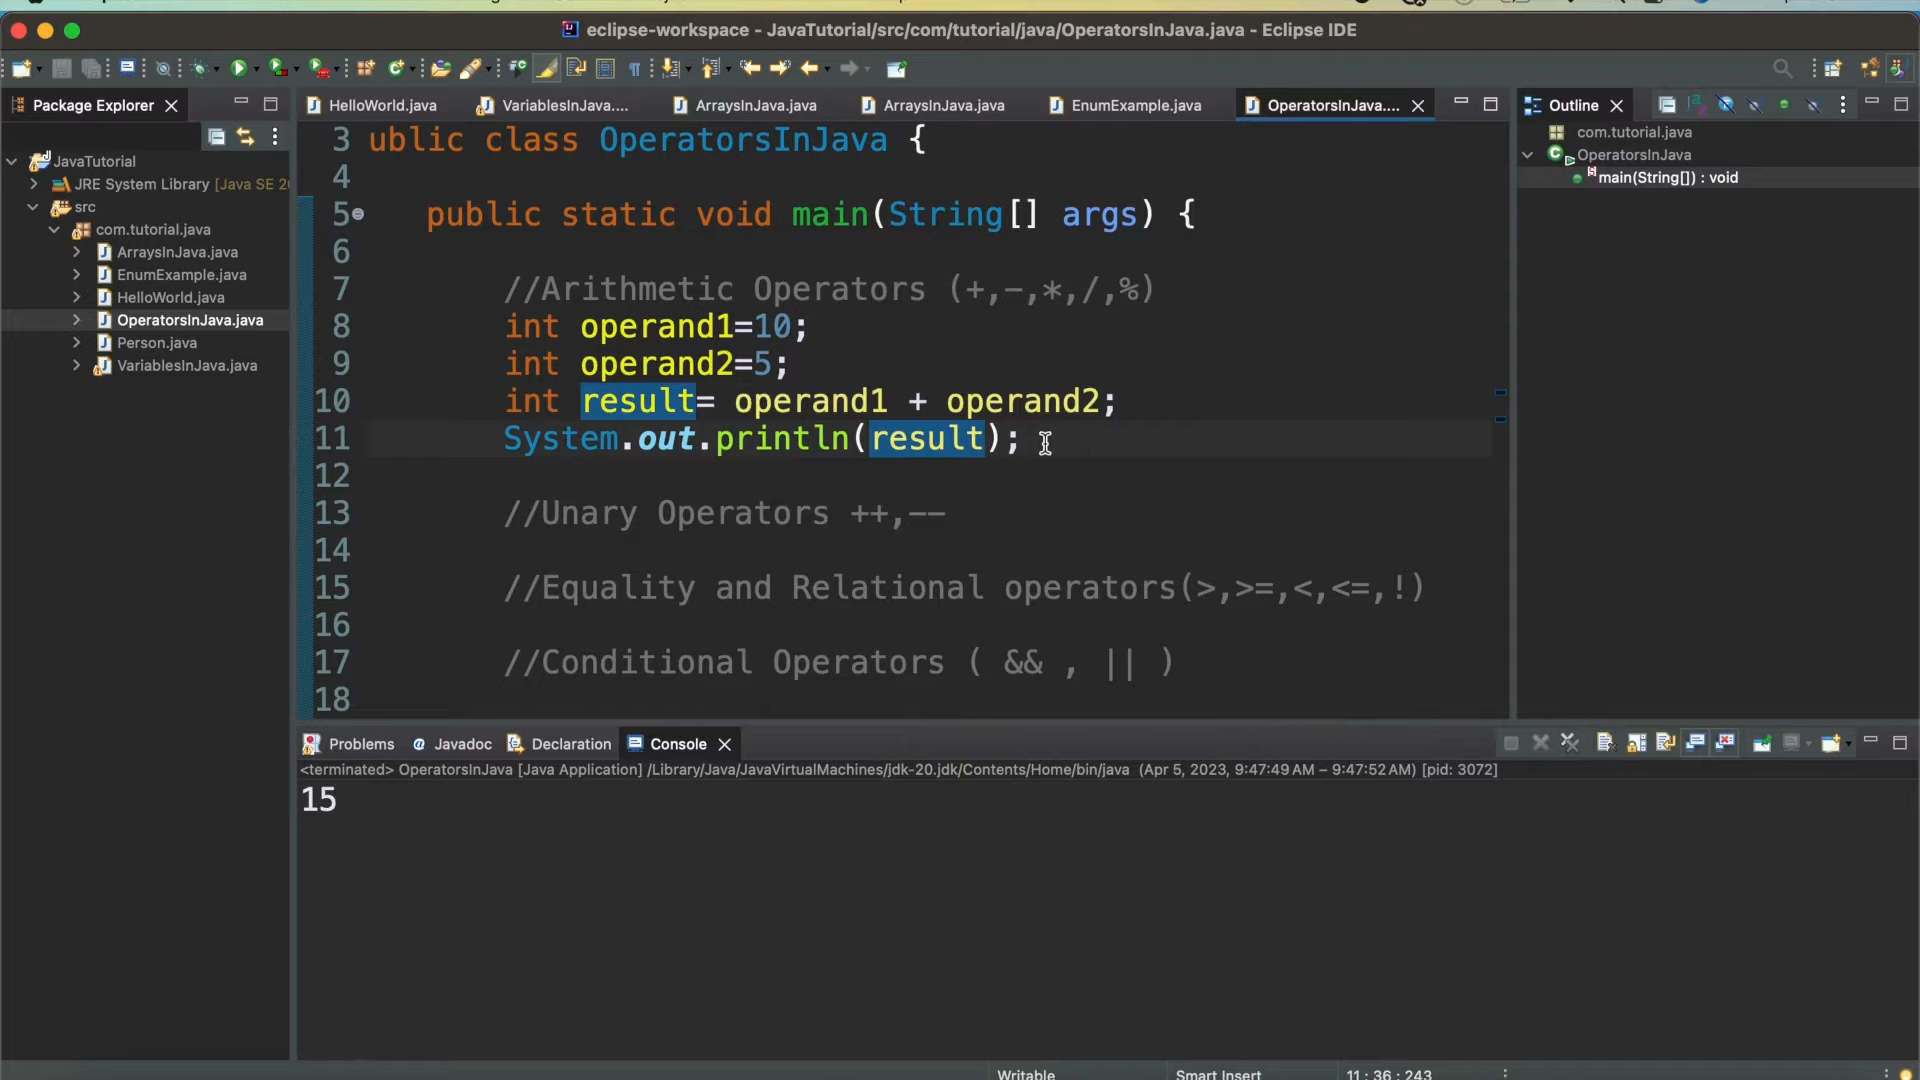 eclipse-workspace - JavaTutorial/src/com/tutorial/java/OperatorsInJava.java - Eclipse IDE
Package Explorer
HelloWorld.java
VariablesInJava....
ArraysInJava.java
ArraysInJava.java
EnumExample.java
OperatorsInJava....
Outline
JavaTutorial
JRE System Library [Java SE 20
src
com.tutorial.java
ArraysInJava.java
EnumExample.java
HelloWorld.java
OperatorsInJava.java
Person.java
VariablesInJava.java
3 ublic class OperatorsInJava {
4
5 public static void main(String[] args) {
6
7 //Arithmetic Operators (+,-,*,/,%)
8 int operand1=10;
9 int operand2=5;
10 int result= operand1 + operand2;
11 System.out.println(result);
12
13 //Unary Operators ++,--
14
15 //Equality and Relational operators(>,>=,<,<=,!)
16
17 //Conditional Operators ( && , || )
18
com.tutorial.java
OperatorsInJava
main(String[]) : void
Problems
@ Javadoc
Declaration
Console
<terminated> OperatorsInJava [Java Application] /Library/Java/JavaVirtualMachines/jdk-20.jdk/Contents/Home/bin/java (Apr 5, 2023, 9:47:49 AM – 9:47:52 AM) [pid: 3072]
15
Writable
Smart Insert
11 : 36 : 243